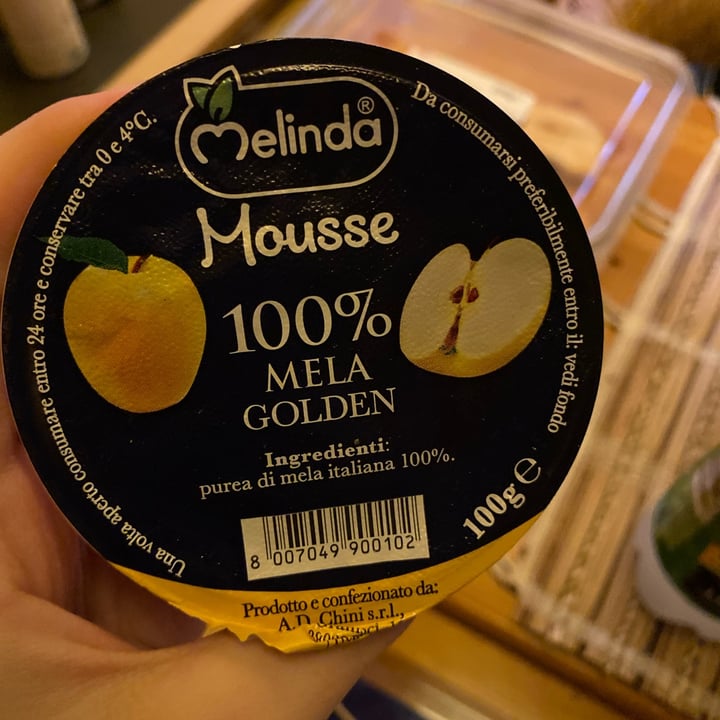 Melinda®
Mousse
100%
MELA
GOLDEN
Ingredienti:
purea di mela italiana 100%.
8 007049 900102
100g ℮
Prodotto e confezionato da:
A.D. Chini s.r.l.,
Una volta aperto consumare entro 24 ore e conservare tra 0 e 4°C.
Da consumarsi preferibilmente entro il: vedi fondo